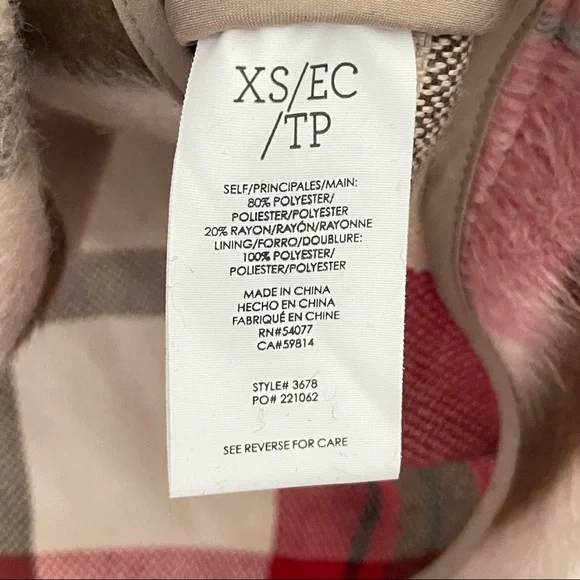 XS/EC
/TP
SELF/PRINCIPALES/MAIN:
80% POLYESTER/
POLIESTER/POLYESTER
20% RAYON/RAYÓN/RAYONNE
LINING/FORRO/DOUBLURE:
100% POLYESTER/
POLIESTER/POLYESTER
MADE IN CHINA
HECHO EN CHINA
FABRIQUÉ EN CHINE
RN#54077
CA#59814
STYLE# 3678
PO# 221062
SEE REVERSE FOR CARE